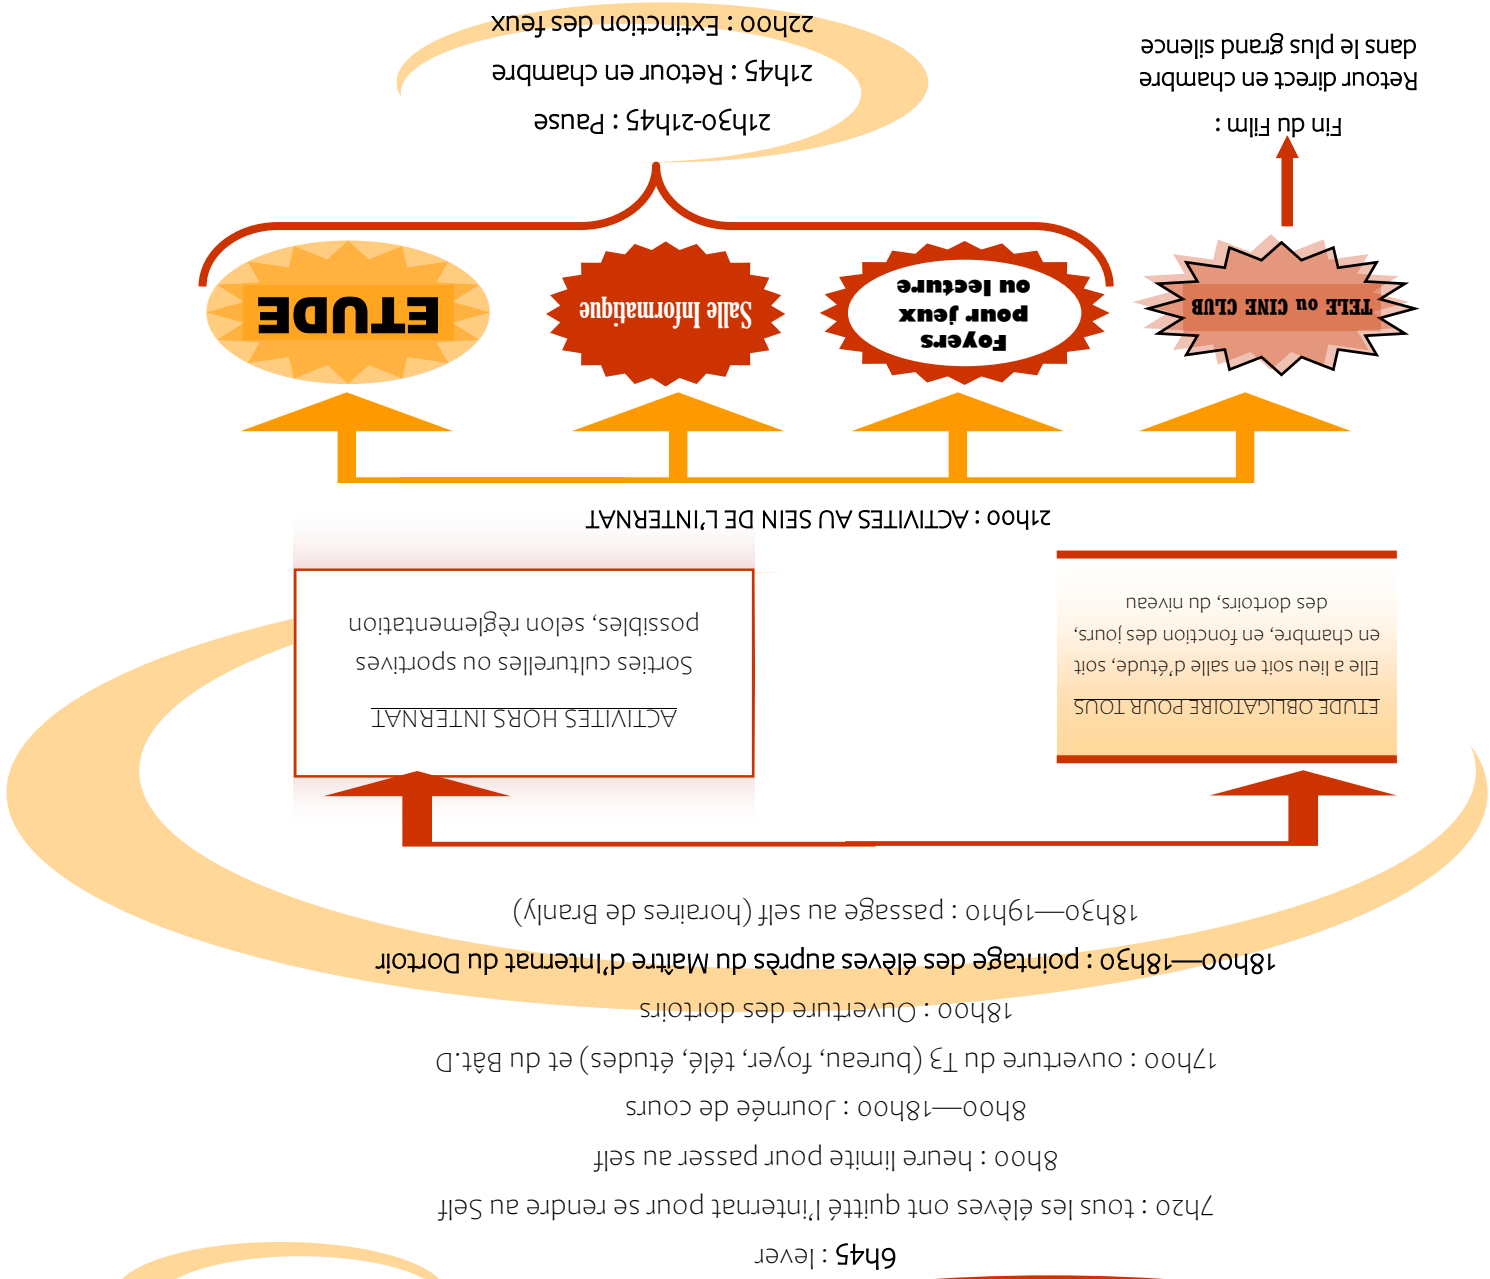 6h45 : lever
7h20 : tous les élèves ont quitté l'internat pour se rendre au Self
8h00 : heure limite pour passer au self
8h00—18h00 : Journée de cours
17h00 : ouverture du T3 (bureau, foyer, télé, études) et du Bât.D
18h00 : Ouverture des dortoirs
18h00—18h30 : pointage des élèves auprès du Maître d'Internat du Dortoir
18h30—19h10 : passage au self (horaires de Branly)
ETUDE OBLIGATOIRE POUR TOUS
Elle a lieu soit en salle d'étude, soit
en chambre, en fonction des jours,
des dortoirs, du niveau
ACTIVITES HORS INTERNAT
Sorties culturelles ou sportives
possibles, selon règlementation
21h00 : ACTIVITES AU SEIN DE L'INTERNAT
TELE ou CINE CLUB
Foyers
pour jeux
ou lecture
Salle Informatique
ETUDE
Fin du Film :
Retour direct en chambre
dans le plus grand silence
21h30-21h45 : Pause
21h45 : Retour en chambre
22h00 : Extinction des feux